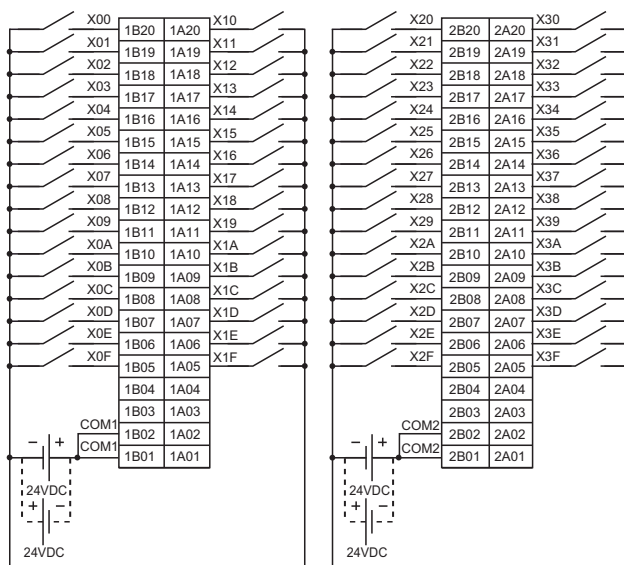 X00 1B20 1A20 X10 X20 2B20 2A20 X30
X01 1B19 1A19 X11 X21 2B19 2A19 X31
X02 1B18 1A18 X12 X22 2B18 2A18 X32
X03 1B17 1A17 X13 X23 2B17 2A17 X33
X04 1B16 1A16 X14 X24 2B16 2A16 X34
X05 1B15 1A15 X15 X25 2B15 2A15 X35
X06 1B14 1A14 X16 X26 2B14 2A14 X36
X07 1B13 1A13 X17 X27 2B13 2A13 X37
X08 1B12 1A12 X18 X28 2B12 2A12 X38
X09 1B11 1A11 X19 X29 2B11 2A11 X39
X0A 1B10 1A10 X1A X2A 2B10 2A10 X3A
X0B 1B09 1A09 X1B X2B 2B09 2A09 X3B
X0C 1B08 1A08 X1C X2C 2B08 2A08 X3C
X0D 1B07 1A07 X1D X2D 2B07 2A07 X3D
X0E 1B06 1A06 X1E X2E 2B06 2A06 X3E
X0F 1B05 1A05 X1F X2F 2B05 2A05 X3F
1B04 1A04 2B04 2A04
1B03 1A03 2B03 2A03
COM1 1B02 1A02 COM2 2B02 2A02
− + COM1 1B01 1A01 − + COM2 2B01 2A01
24VDC 24VDC
+ − + −
24VDC 24VDC